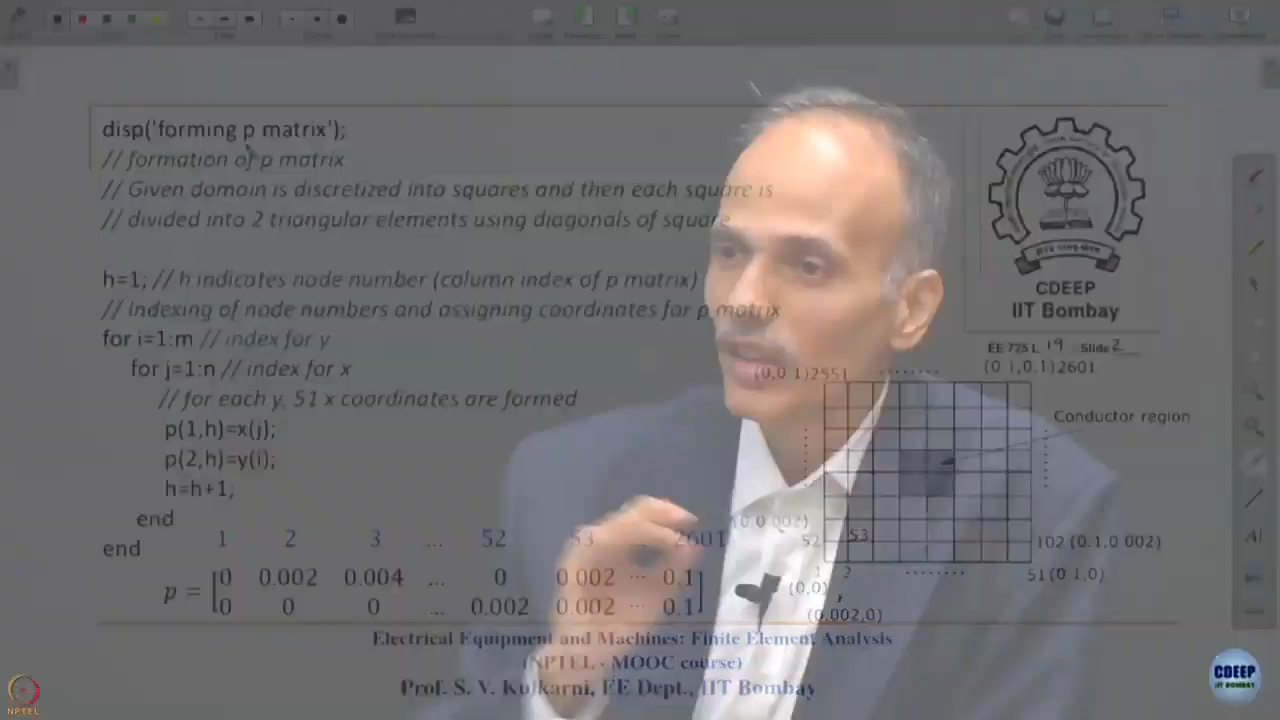 disp('forming p matrix');
// formation of p matrix
// Given domain is discretized into squares and then each square is
// divided into 2 triangular elements using diagonals of square
h=1; // h indicates node number (column index of p matrix)
// Indexing of node numbers and assigning coordinates for p matrix
for i=1:m // index for y
for j=1:n // index for x
// for each y, 51 x coordinates are formed
p(1,h)=x(j);
p(2,h)=y(i);
h=h+1;
end
end
1 2 3 ... 52 53 ... 2601
p = [0 0.002 0.004 ... 0 0.002 ... 0.1]
[0 0 0 ... 0.002 0.002 ... 0.1]
CDEEP
IIT Bombay
EE 725 L 19 Slide 2
(0 1,0.1)2601
(0,0 1)2551
Conductor region
(0,0 002)
52 53
102 (0.1,0 002)
1 2
51(0 1,0)
(0,0)
(0.002,0)
Electrical Equipment and Machines: Finite Element Analysis
(NPTEL - MOOC course)
Prof. S. V. Kulkarni, EE Dept., IIT Bombay
NPTEL
CDEEP
IIT BOMBAY